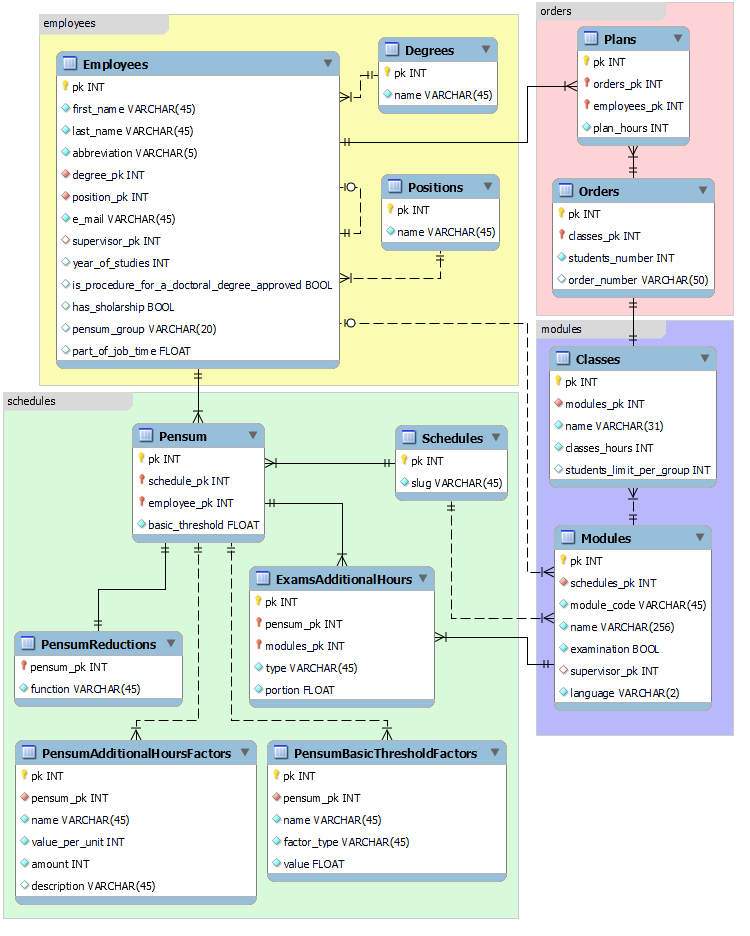 employees
Employees
pk INT
first_name VARCHAR(45)
last_name VARCHAR(45)
abbreviation VARCHAR(5)
degree_pk INT
position_pk INT
e_mail VARCHAR(45)
supervisor_pk INT
year_of_studies INT
is_procedure_for_a_doctoral_degree_approved BOOL
has_sholarship BOOL
pensum_group VARCHAR(20)
part_of_job_time FLOAT
Degrees
pk INT
name VARCHAR(45)
Positions
pk INT
name VARCHAR(45)
orders
Plans
pk INT
orders_pk INT
employees_pk INT
plan_hours INT
Orders
pk INT
classes_pk INT
students_number INT
order_number VARCHAR(50)
modules
Classes
pk INT
modules_pk INT
name VARCHAR(31)
classes_hours INT
students_limit_per_group INT
Modules
pk INT
schedules_pk INT
module_code VARCHAR(45)
name VARCHAR(256)
examination BOOL
supervisor_pk INT
language VARCHAR(2)
schedules
Pensum
pk INT
schedule_pk INT
employee_pk INT
basic_threshold FLOAT
Schedules
pk INT
slug VARCHAR(45)
ExamsAdditionalHours
pk INT
pensum_pk INT
modules_pk INT
type VARCHAR(45)
portion FLOAT
PensumReductions
pensum_pk INT
function VARCHAR(45)
PensumAdditionalHoursFactors
pk INT
pensum_pk INT
name VARCHAR(45)
value_per_unit INT
amount INT
description VARCHAR(45)
PensumBasicThresholdFactors
pk INT
pensum_pk INT
name VARCHAR(45)
factor_type VARCHAR(45)
value FLOAT